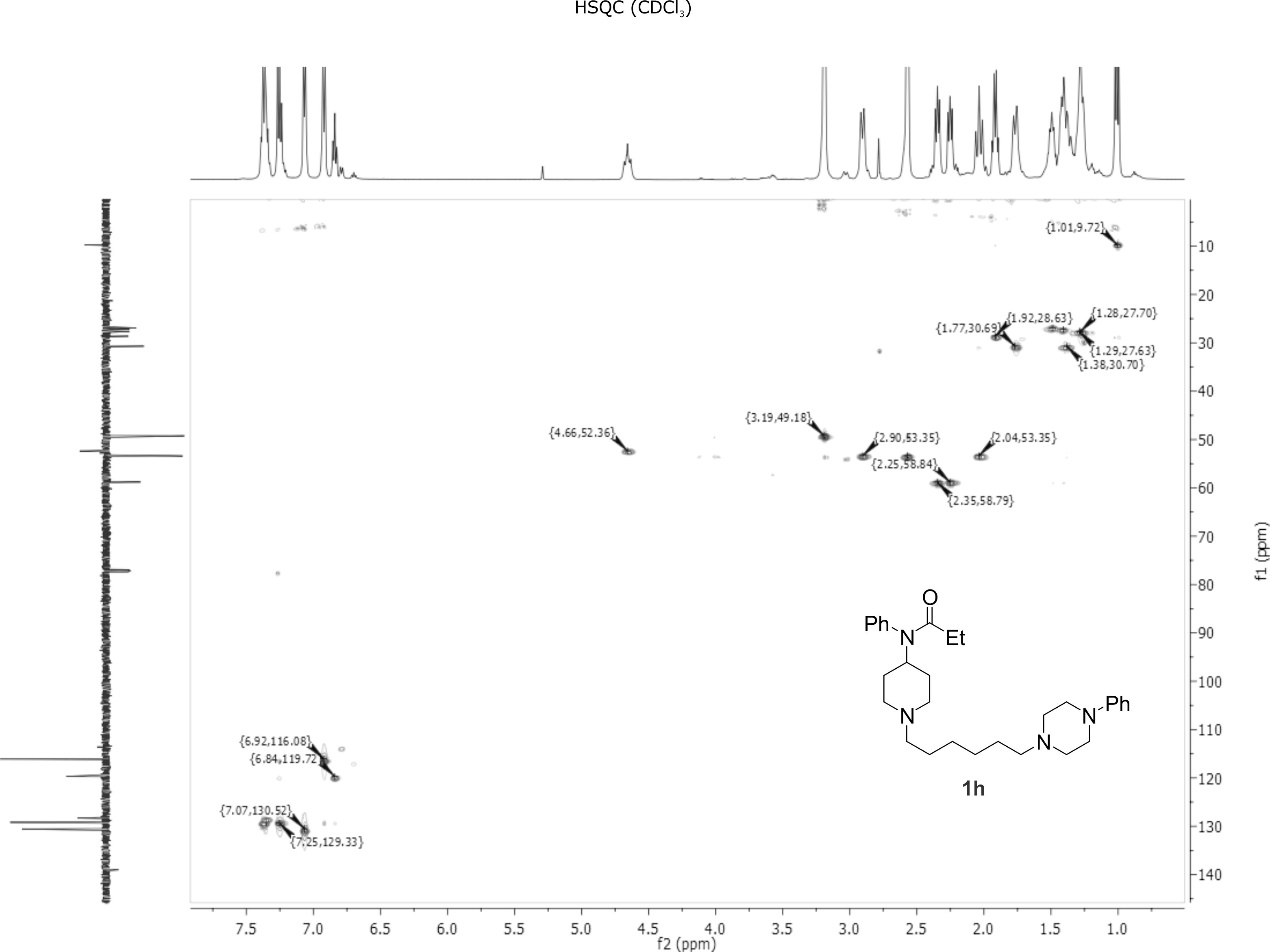 HSQC (CDCl₃)
{1.01,9.72}
{1.92,28.63}
{1.28,27.70}
{1.77,30.69}
{1.29,27.63}
{1.38,30.70}
{3.19,49.18}
{4.66,52.36}
{2.90,53.35}
{2.04,53.35}
{2.25,58.84}
{2.35,58.79}
{6.92,116.08}
{6.84,119.72}
{7.07,130.52}
{7.25,129.33}
O
Ph
N
Et
N
N
Ph
N
1h
10
20
30
40
50
60
70
80
90
100
110
120
130
140
f1 (ppm)
7.5 7.0 6.5 6.0 5.5 5.0 4.5 4.0 3.5 3.0 2.5 2.0 1.5 1.0
f2 (ppm)